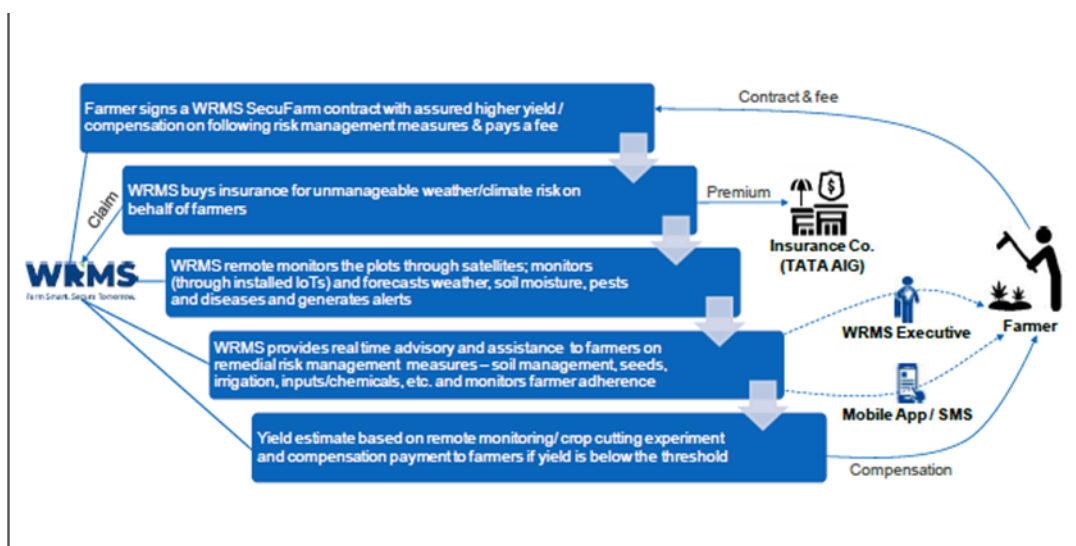 Farmer signs a WRMS SecuFarm contract with assured higher yield /
compensation on following risk management measures & pays a fee
Contract & fee
WRMS buys insurance for unmanageable weather/climate risk on
behalf of farmers
Claim
Premium
$
Insurance Co.
(TATA AIG)
WRMS
Farm Smart. Secure Tomorrow.
WRMS remote monitors the plots through satellites; monitors
(through installed IoTs) and forecasts weather, soil moisture, pests
and diseases and generates alerts
WRMS Executive
Farmer
WRMS provides real time advisory and assistance to farmers on
remedial risk management measures – soil management, seeds,
irrigation, inputs/chemicals, etc. and monitors farmer adherence
Mobile App / SMS
Yield estimate based on remote monitoring/ crop cutting experiment
and compensation payment to farmers if yield is below the threshold
Compensation